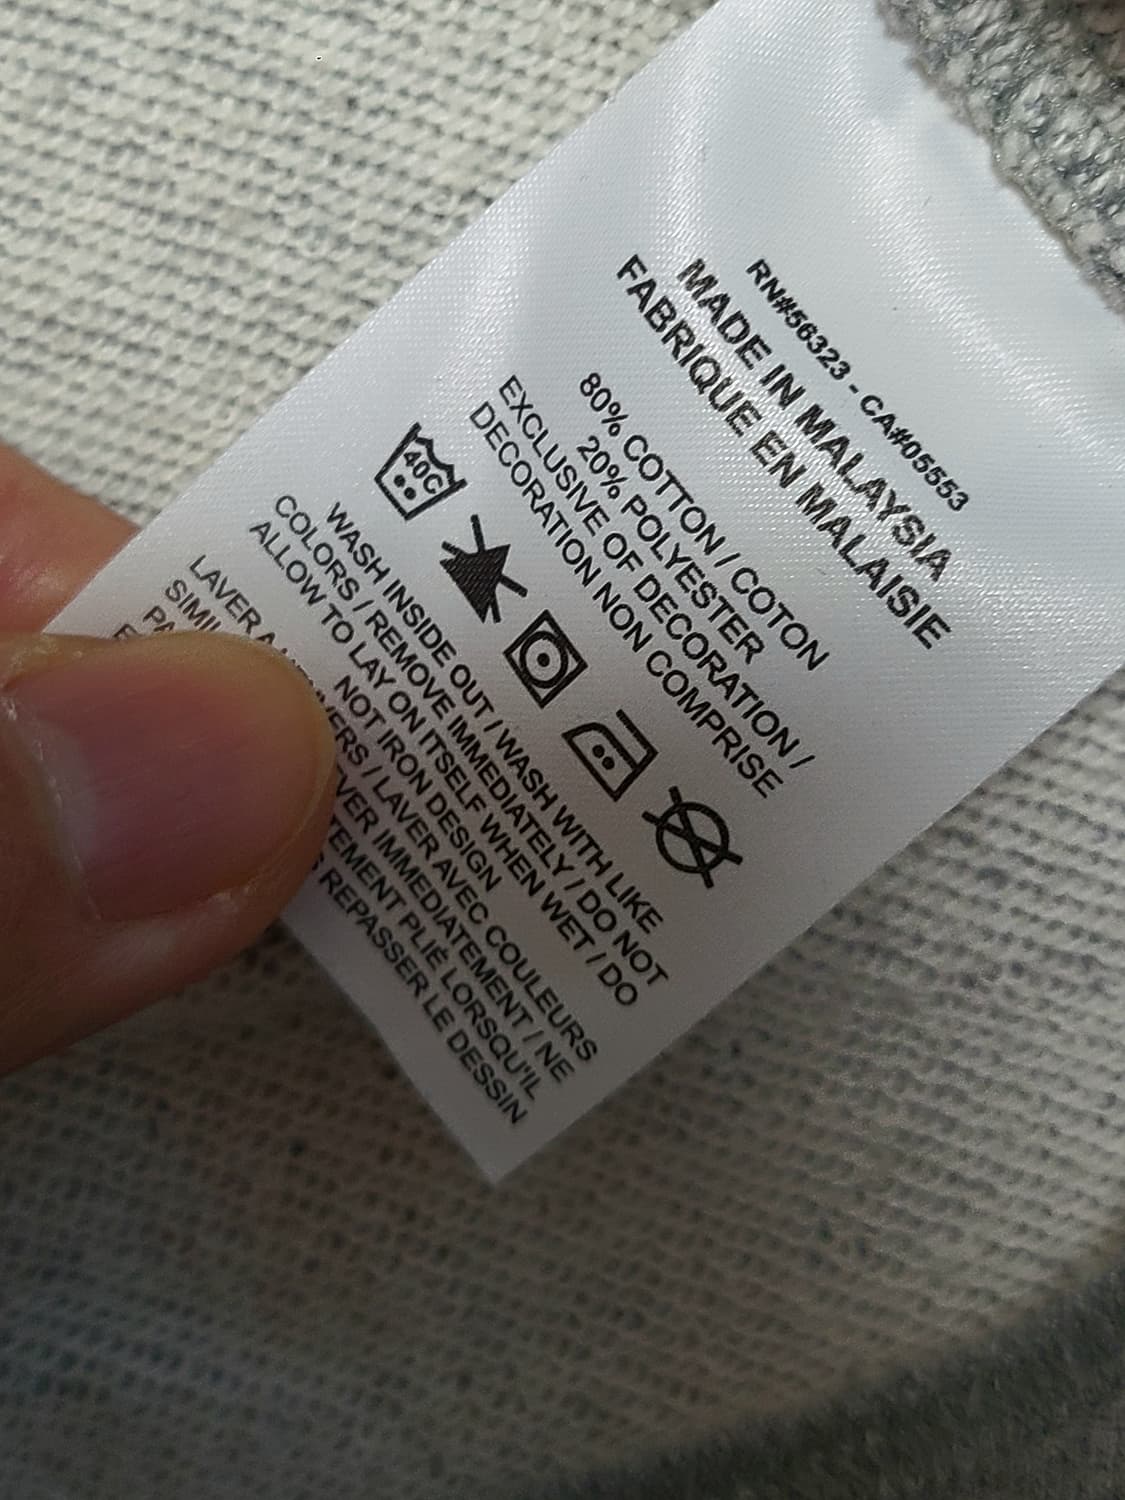 RN#56323 - CA#05553
MADE IN MALAYSIA
FABRIQUE EN MALAISIE
80% COTTON / COTON
20% POLYESTER
EXCLUSIVE OF DECORATION /
DECORATION NON COMPRISE
40C
WASH INSIDE OUT / WASH WITH LIKE
COLORS / REMOVE IMMEDIATELY / DO NOT
ALLOW TO LAY ON ITSELF WHEN WET / DO
NOT IRON DESIGN
LAVER / LAVER AVEC COULEURS
IMMEDIATEMENT / NE
PLIÉ LORSQU'IL
REPASSER LE DESSIN